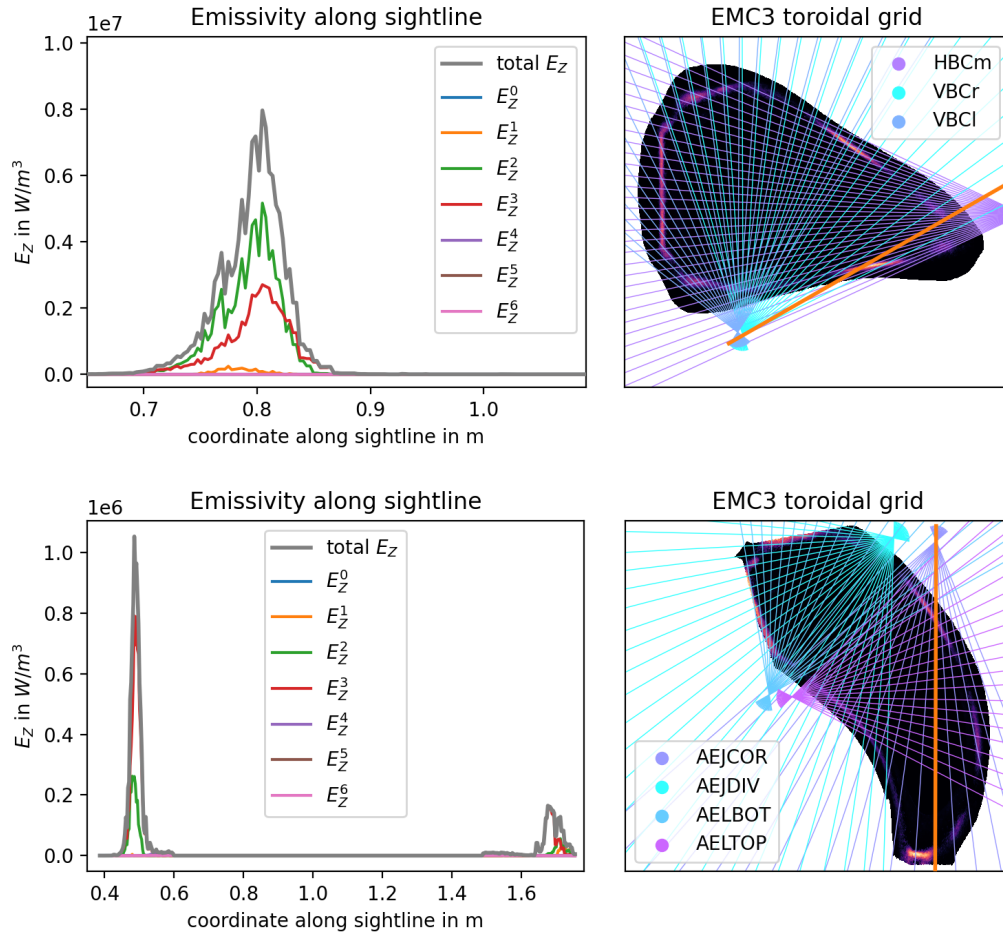 Emissivity along sightline
1e7
1.0
0.8
0.6
0.4
0.2
0.0
E_Z in W/m³
0.7 0.8 0.9 1.0
coordinate along sightline in m
total E_Z
E_Z^0
E_Z^1
E_Z^2
E_Z^3
E_Z^4
E_Z^5
E_Z^6
EMC3 toroidal grid
HBCm
VBCr
VBCl
Emissivity along sightline
1e6
1.0
0.8
0.6
0.4
0.2
0.0
E_Z in W/m³
0.4 0.6 0.8 1.0 1.2 1.4 1.6
coordinate along sightline in m
total E_Z
E_Z^0
E_Z^1
E_Z^2
E_Z^3
E_Z^4
E_Z^5
E_Z^6
EMC3 toroidal grid
AEJCOR
AEJDIV
AELBOT
AELTOP